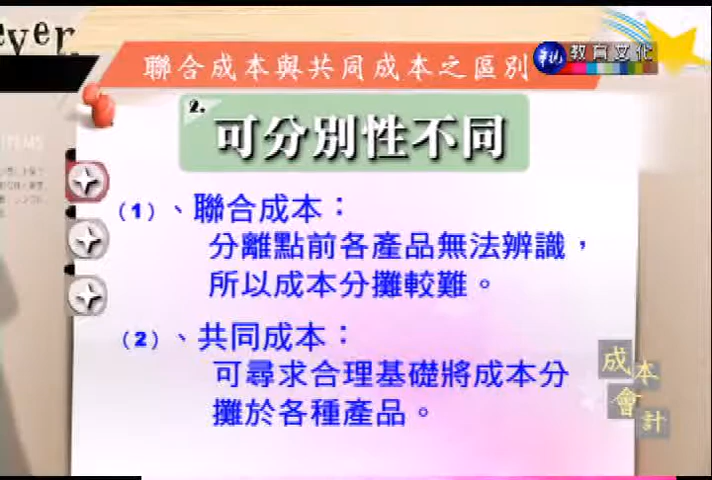 ever
聯合成本與共同成本之區別
華視 教育文化
2.
可分別性不同
(1)、聯合成本：
分離點前各產品無法辨識，
所以成本分攤較難。
(2)、共同成本：
可尋求合理基礎將成本分
攤於各種產品。
成本
會計